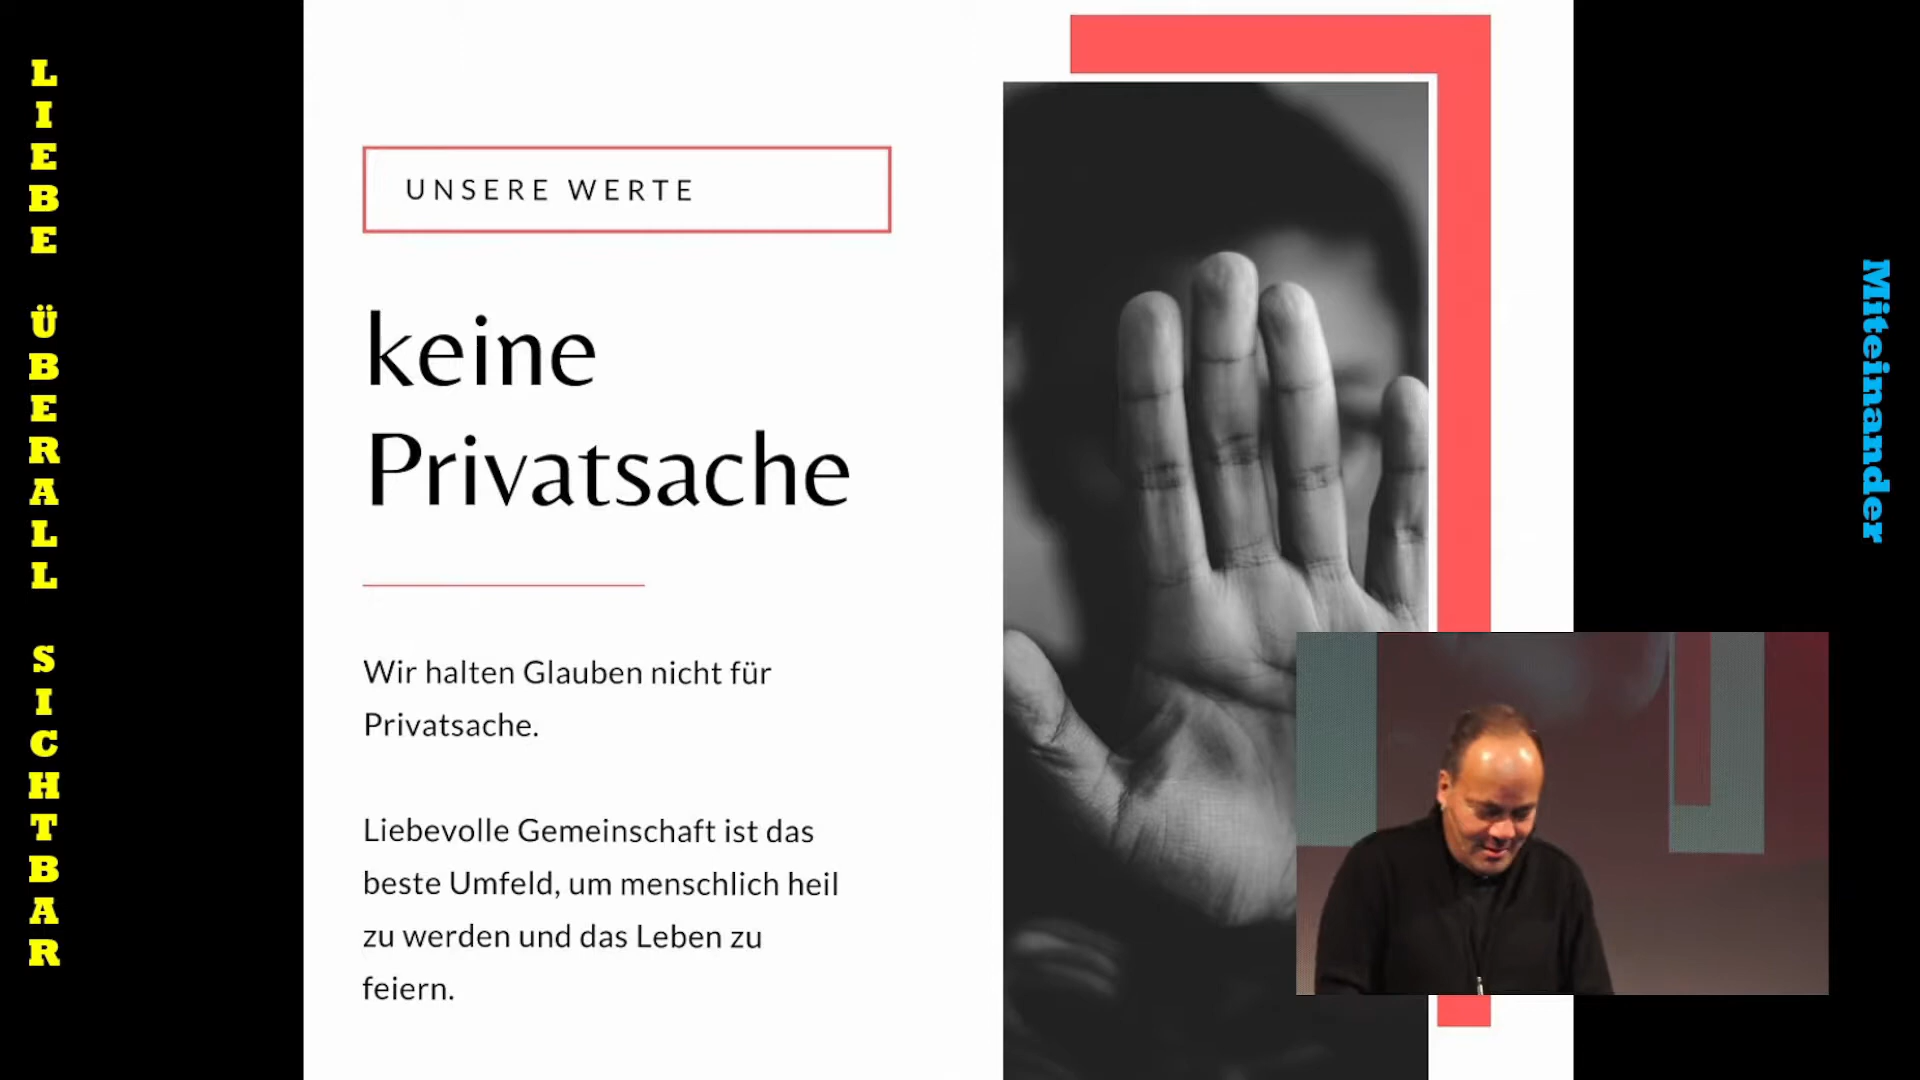 LIEBE ÜBERALL SICHTBAR
UNSERE WERTE
keine
Privatsache
Wir halten Glauben nicht für
Privatsache.
Liebevolle Gemeinschaft ist das
beste Umfeld, um menschlich heil
zu werden und das Leben zu
feiern.
Miteinander